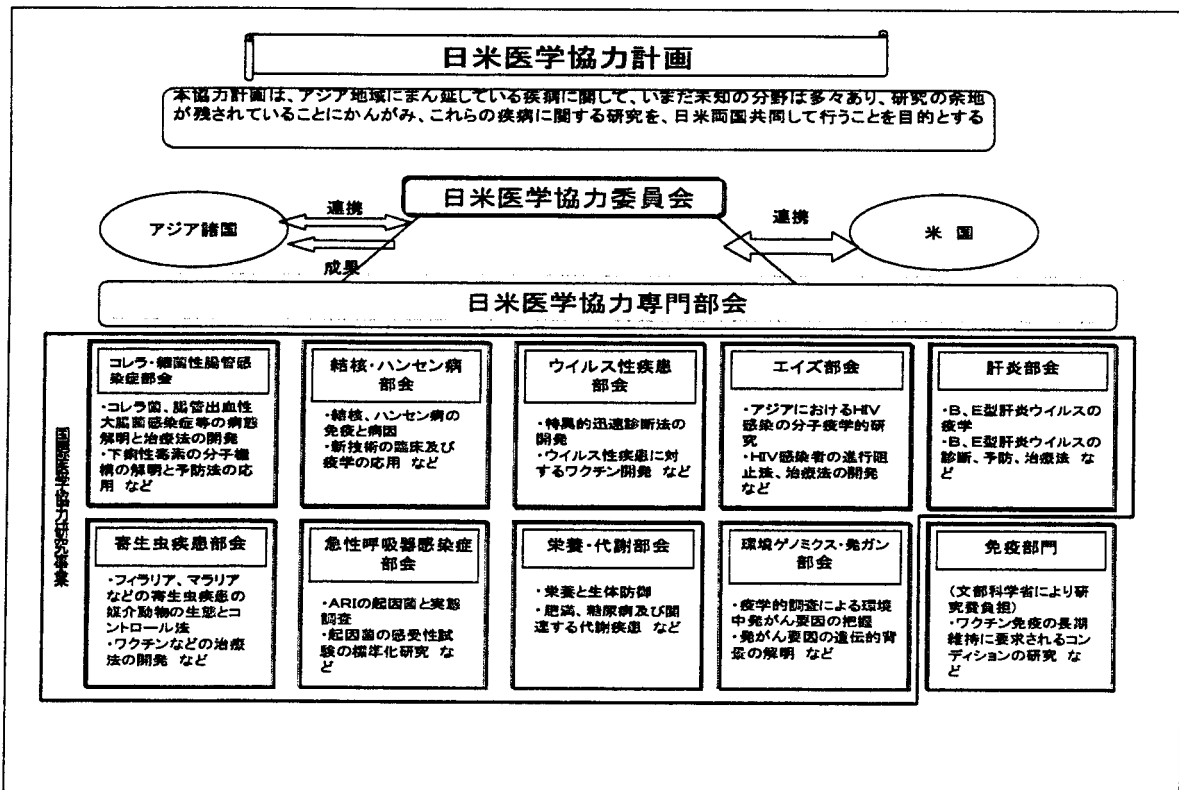 日米医学協力計画
本協力計画は、アジア地域にまん延している疾病に関して、いまだ未知の分野は多々あり、研究の余地
が残されていることにかんがみ、これらの疾病に関する研究を、日米両国共同して行うことを目的とする
日米医学協力委員会
アジア諸国
連携
成果
連携
米 国
日米医学協力専門部会
国際医学協力研究事業
コレラ・細菌性腸管感
染症部会
・コレラ菌、腸管出血性
大腸菌感染症等の病態
解明と治療法の開発
・下痢性毒素の分子機
構の解明と予防法の応
用 など
結核・ハンセン病
部会
・結核、ハンセン病の
免疫と病因
・新技術の臨床及び
疫学の応用 など
ウイルス性疾患
部会
・特異的迅速診断法の
開発
・ウイルス性疾患に対
するワクチン開発 など
エイズ部会
・アジアにおけるHIV
感染の分子疫学的研
究
・HIV感染者の進行阻
止法、治療法の開発
など
肝炎部会
・B、E型肝炎ウイルスの
疫学
・B、E型肝炎ウイルスの
診断、予防、治療法 な
ど
寄生虫疾患部会
・フィラリア、マラリア
などの寄生虫疾患の
媒介動物の生態とコ
ントロール法
・ワクチンなどの治療
法の開発 など
急性呼吸器感染症
部会
・ARIの起因菌と実態
調査
・起因菌の感受性試
験の標準化研究 な
ど
栄養・代謝部会
・栄養と生体防御
・肥満、糖尿病及び関
連する代謝疾患 など
環境ゲノミクス・発ガン
部会
・疫学的調査による環境
中発がん要因の把握
・発がん要因の遺伝的背
景の解明 など
免疫部門
(文部科学省により研
究費負担)
・ワクチン免疫の長期
維持に要求されるコン
ディションの研究 な
ど